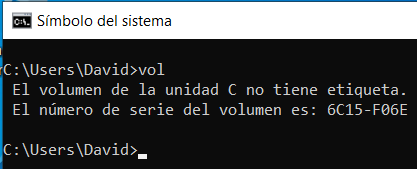 Símbolo del sistema
C:\Users\David>vol
El volumen de la unidad C no tiene etiqueta.
El número de serie del volumen es: 6C15-F06E
C:\Users\David>